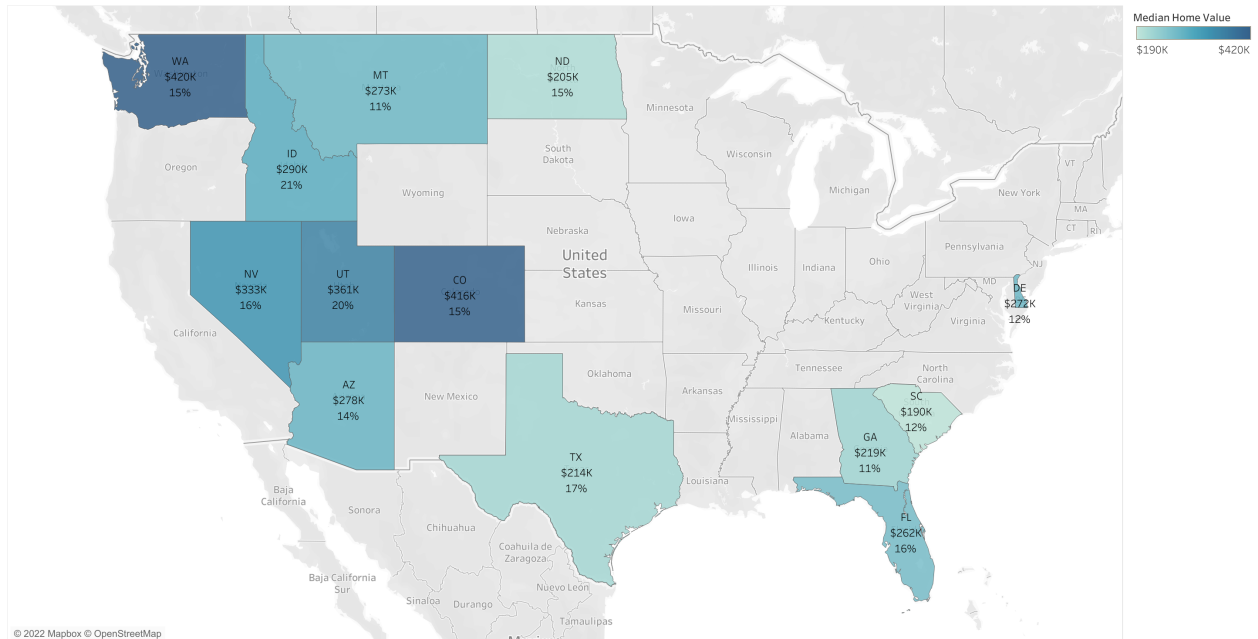 Median Home Value
$190K
$420K
WA
$420K
15%
MT
$273K
11%
ND
$205K
15%
Minnesota
ID
$290K
21%
Oregon
Wyoming
South
Dakota
Wisconsin
Michigan
VT
New York
MA
CT
RI
Iowa
Nebraska
United
States
Illinois
Indiana
Ohio
Pennsylvania
NJ
NV
$333K
16%
UT
$361K
20%
CO
$416K
15%
Kansas
Missouri
West
Virginia
MD
DE
$272K
12%
Virginia
Kentucky
California
AZ
$278K
14%
New Mexico
Oklahoma
Arkansas
Tennessee
North
Carolina
SC
$190K
12%
Mississippi
Alabama
GA
$219K
11%
TX
$214K
17%
Louisiana
FL
$262K
16%
Baja
California
Sonora
Chihuahua
Coahuila de
Zaragoza
Baja California
Sur
Sinaloa
Durango
Nuevo León
Tamaulipas
© 2022 Mapbox © OpenStreetMap